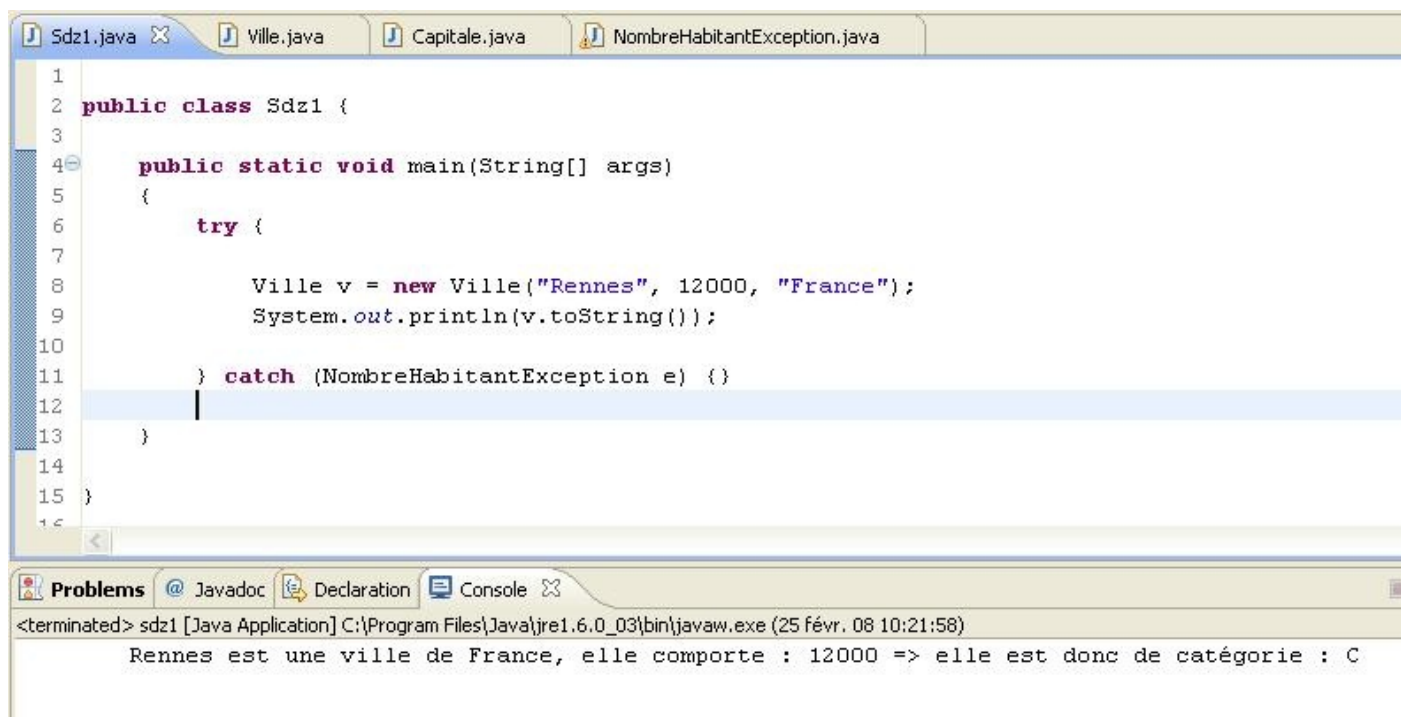 Sdz1.java Ville.java Capitale.java NombreHabitantException.java
1
2 public class Sdz1 {
3
4 public static void main(String[] args)
5 {
6 try {
7
8 Ville v = new Ville("Rennes", 12000, "France");
9 System.out.println(v.toString());
10
11 } catch (NombreHabitantException e) {}
12
13 }
14
15 }
16
Problems @ Javadoc Declaration Console
<terminated> sdz1 [Java Application] C:\Program Files\Java\jre1.6.0_03\bin\javaw.exe (25 févr. 08 10:21:58)
Rennes est une ville de France, elle comporte : 12000 => elle est donc de catégorie : C